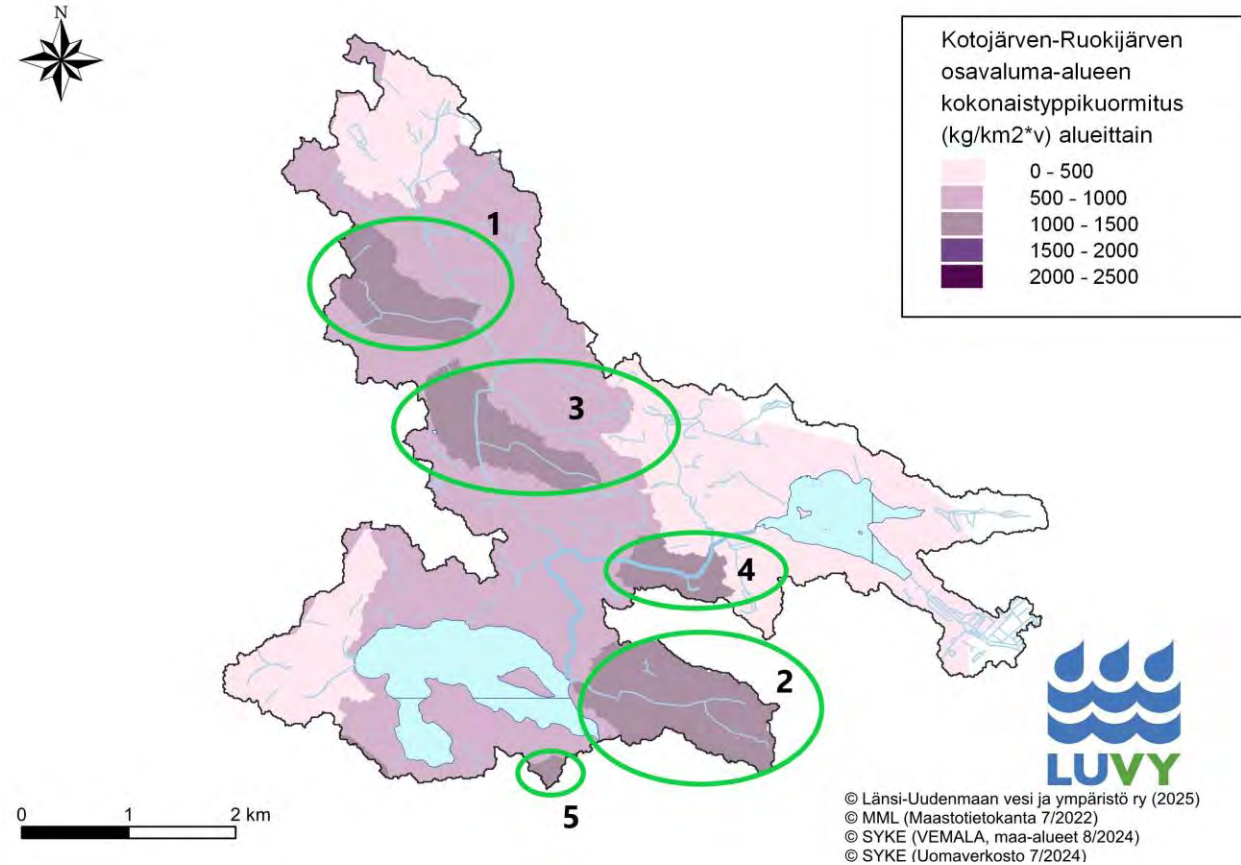 N
Kotojärven-Ruokijärven
osavaluma-alueen
kokonaistyppikuormitus
(kg/km2*v) alueittain
0 - 500
500 - 1000
1000 - 1500
1500 - 2000
2000 - 2500
1
3
4
2
5
0 2 km
LUVY
© Länsi-Uudenmaan vesi ja ympäristö ry (2025)
© MML (Maastotietokanta 7/2022)
© SYKE (VEMALA, maa-alueet 8/2024)
© SYKE (Uomaverkosto 7/2024)